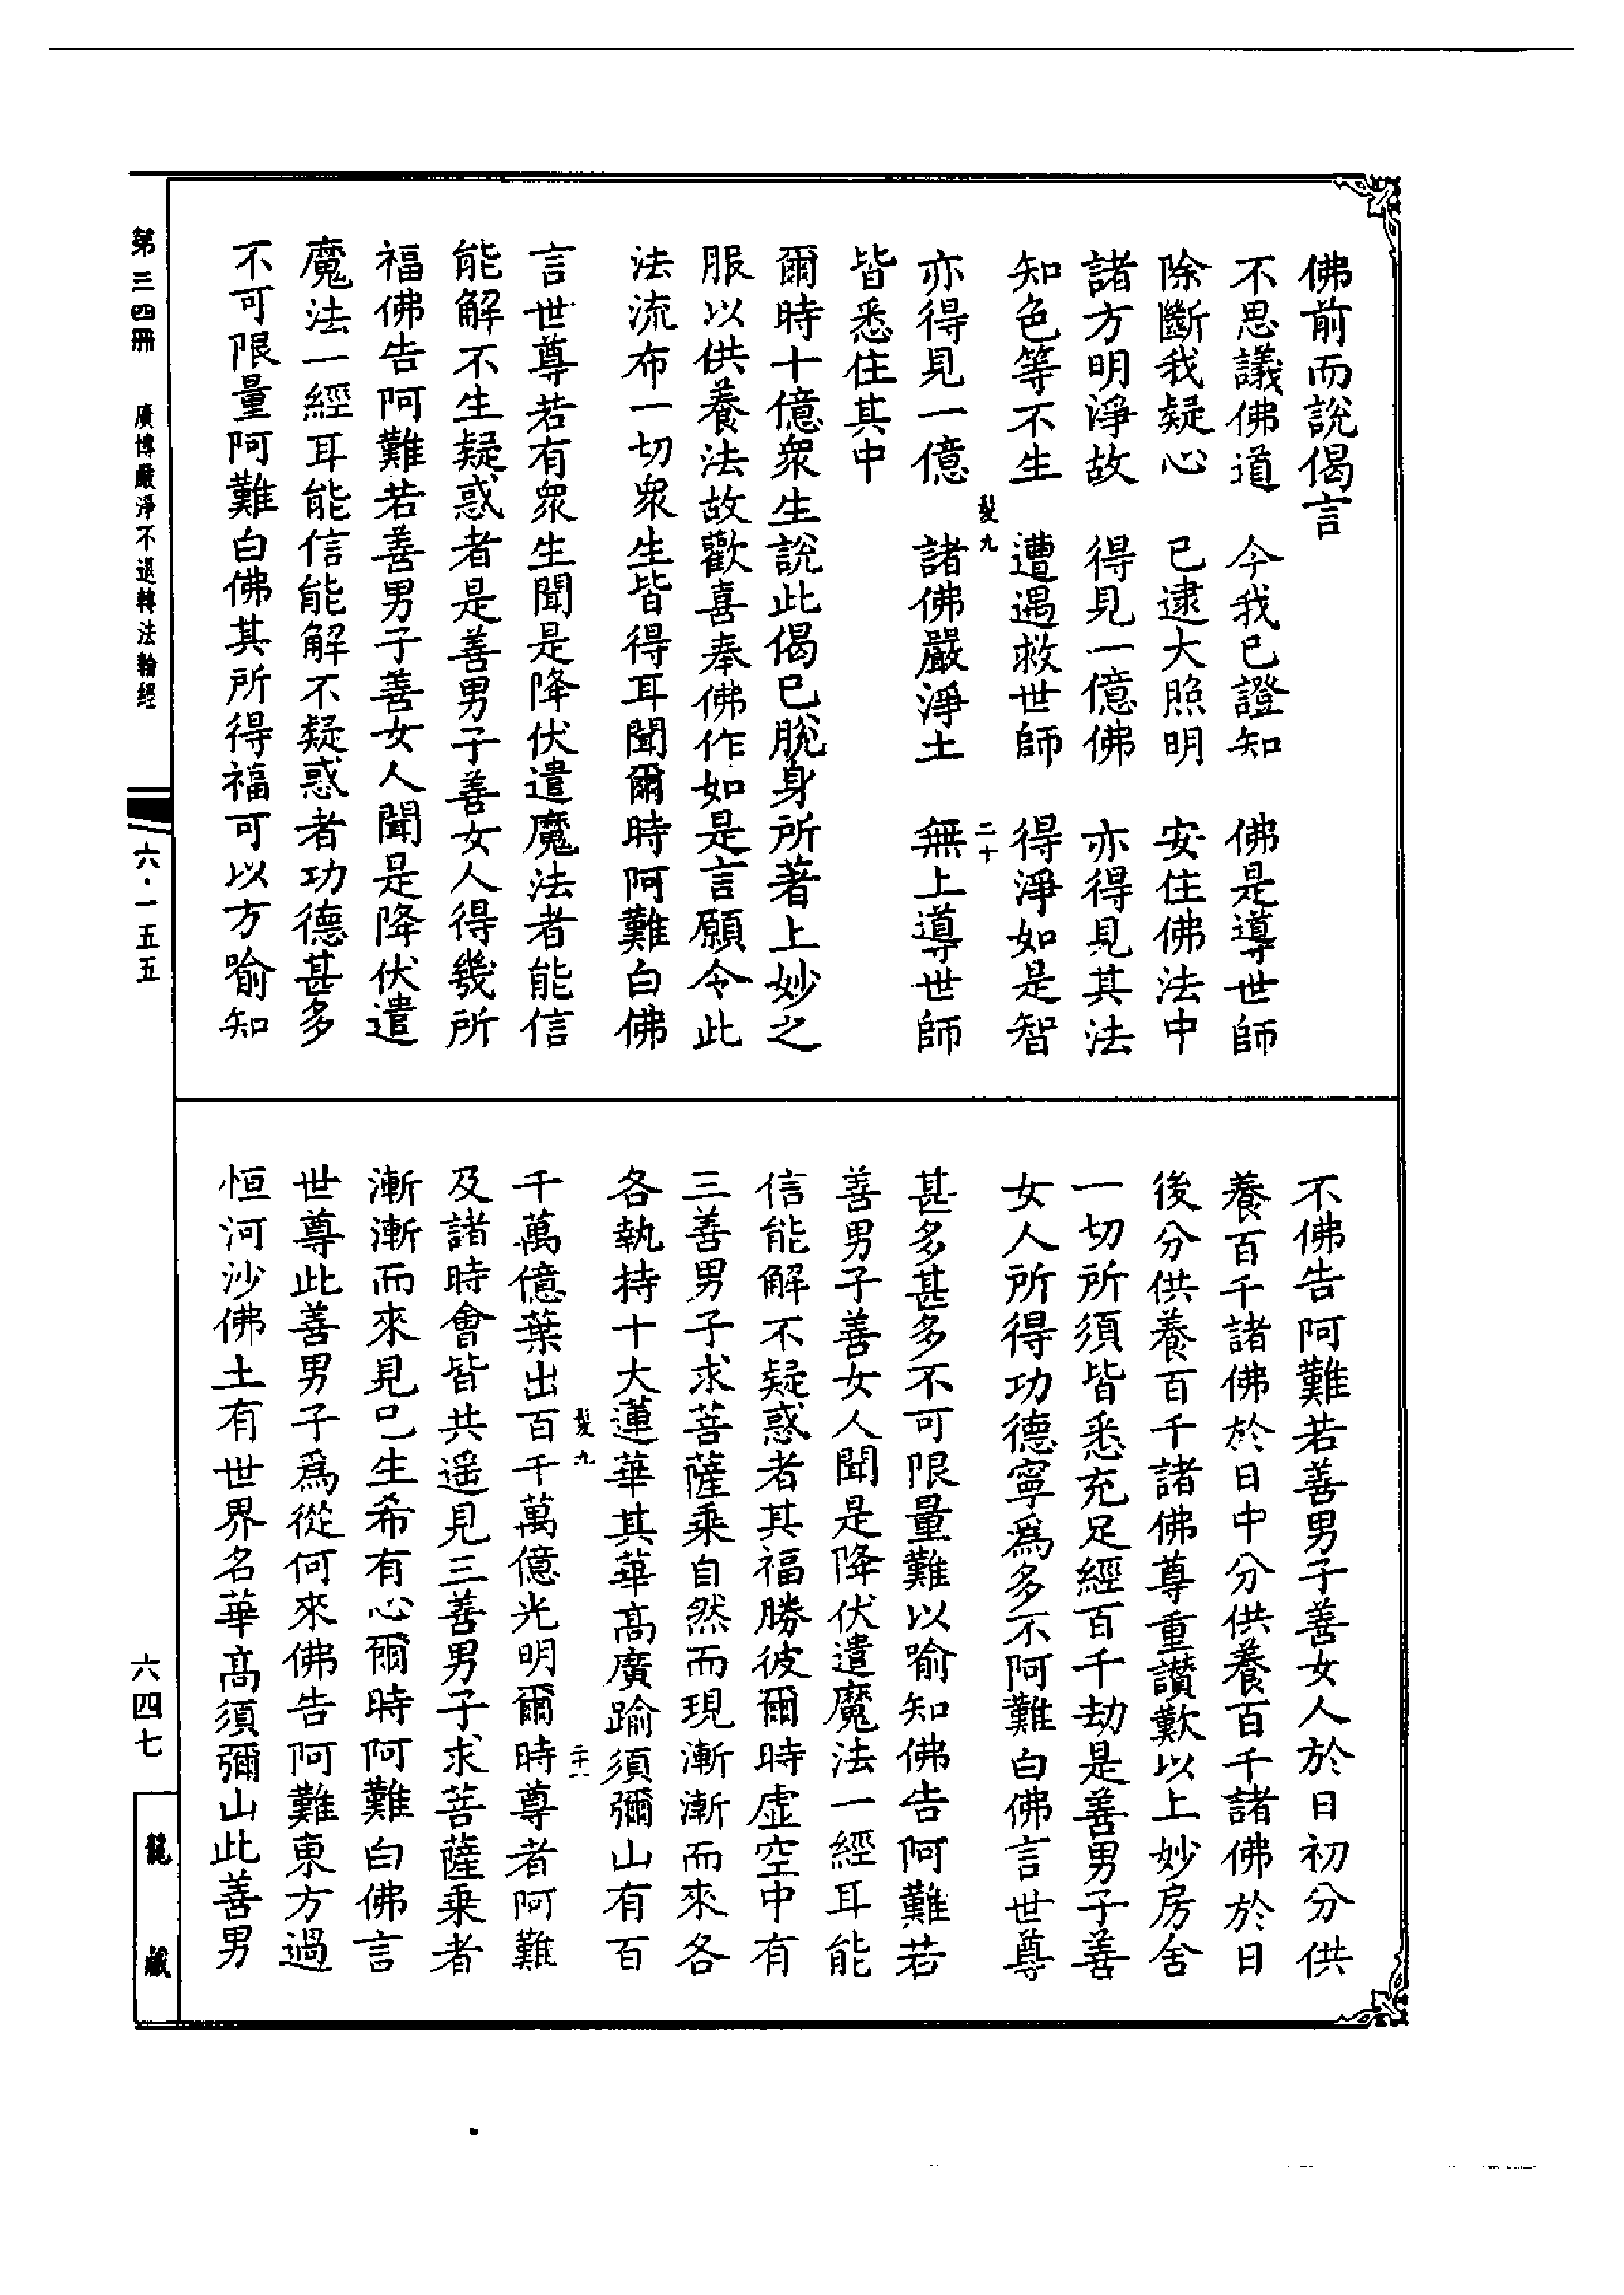 佛前而說偈言
不思議佛道　今我已證知　佛是導世師
除斷我疑心　已逮大照明　安住佛法中
諸方明淨故　得見一億佛　亦得見其法
知色等不生　遭遇救世師　得淨如是智
髮九　二十
亦得見一億　諸佛嚴淨土　無上導世師
皆悉住其中
爾時十億眾生說此偈已脫身所著上妙之
服以供養法故歡喜奉佛作如是言願令此
法流布一切眾生皆得耳聞爾時阿難白佛
言世尊若有眾生聞是降伏遣魔法者能信
能解不生疑惑者是善男子善女人得幾所
福佛告阿難若善男子善女人聞是降伏遣
魔法一經耳能信能解不疑惑者功德甚多
不可限量阿難白佛其所得福可以方喻知
不佛告阿難若善男子善女人於日初分供
養百千諸佛於日中分供養百千諸佛於日
後分供養百千諸佛尊重讚歎以上妙房舍
一切所須皆悉充足經百千劫是善男子善
女人所得功德寧為多不阿難白佛言世尊
甚多甚多不可限量難以喻知佛告阿難若
善男子善女人聞是降伏遣魔法一經耳能
信能解不疑惑者其福勝彼爾時虛空中有
三善男子求菩薩乘自然而現漸漸而來各
各執持十大蓮華其華高廣踰須彌山有百
髮九　二十一
千萬億葉出百千萬億光明爾時尊者阿難
及諸時會皆共遥見三善男子求菩薩乘者
漸漸而來見已生希有心爾時阿難白佛言
世尊此善男子為從何來佛告阿難東方過
恒河沙佛土有世界名華高須彌山此善男
第三四冊　廣博嚴淨不退轉法輪經
六·一五五
六四七
龍藏